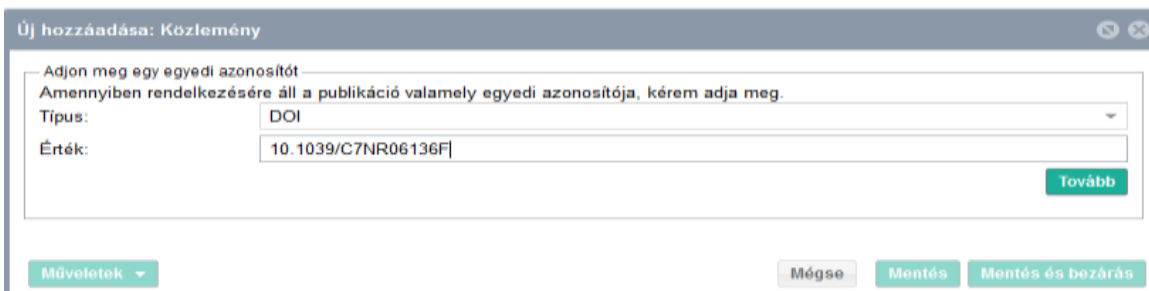 Új hozzáadása: Közlemény
Adjon meg egy egyedi azonosítót
Amennyiben rendelkezésére áll a publikáció valamely egyedi azonosítója, kérem adja meg.
Típus: DOI
Érték: 10.1039/C7NR06136F
Tovább
Műveletek Mégse Mentés Mentés és bezárás